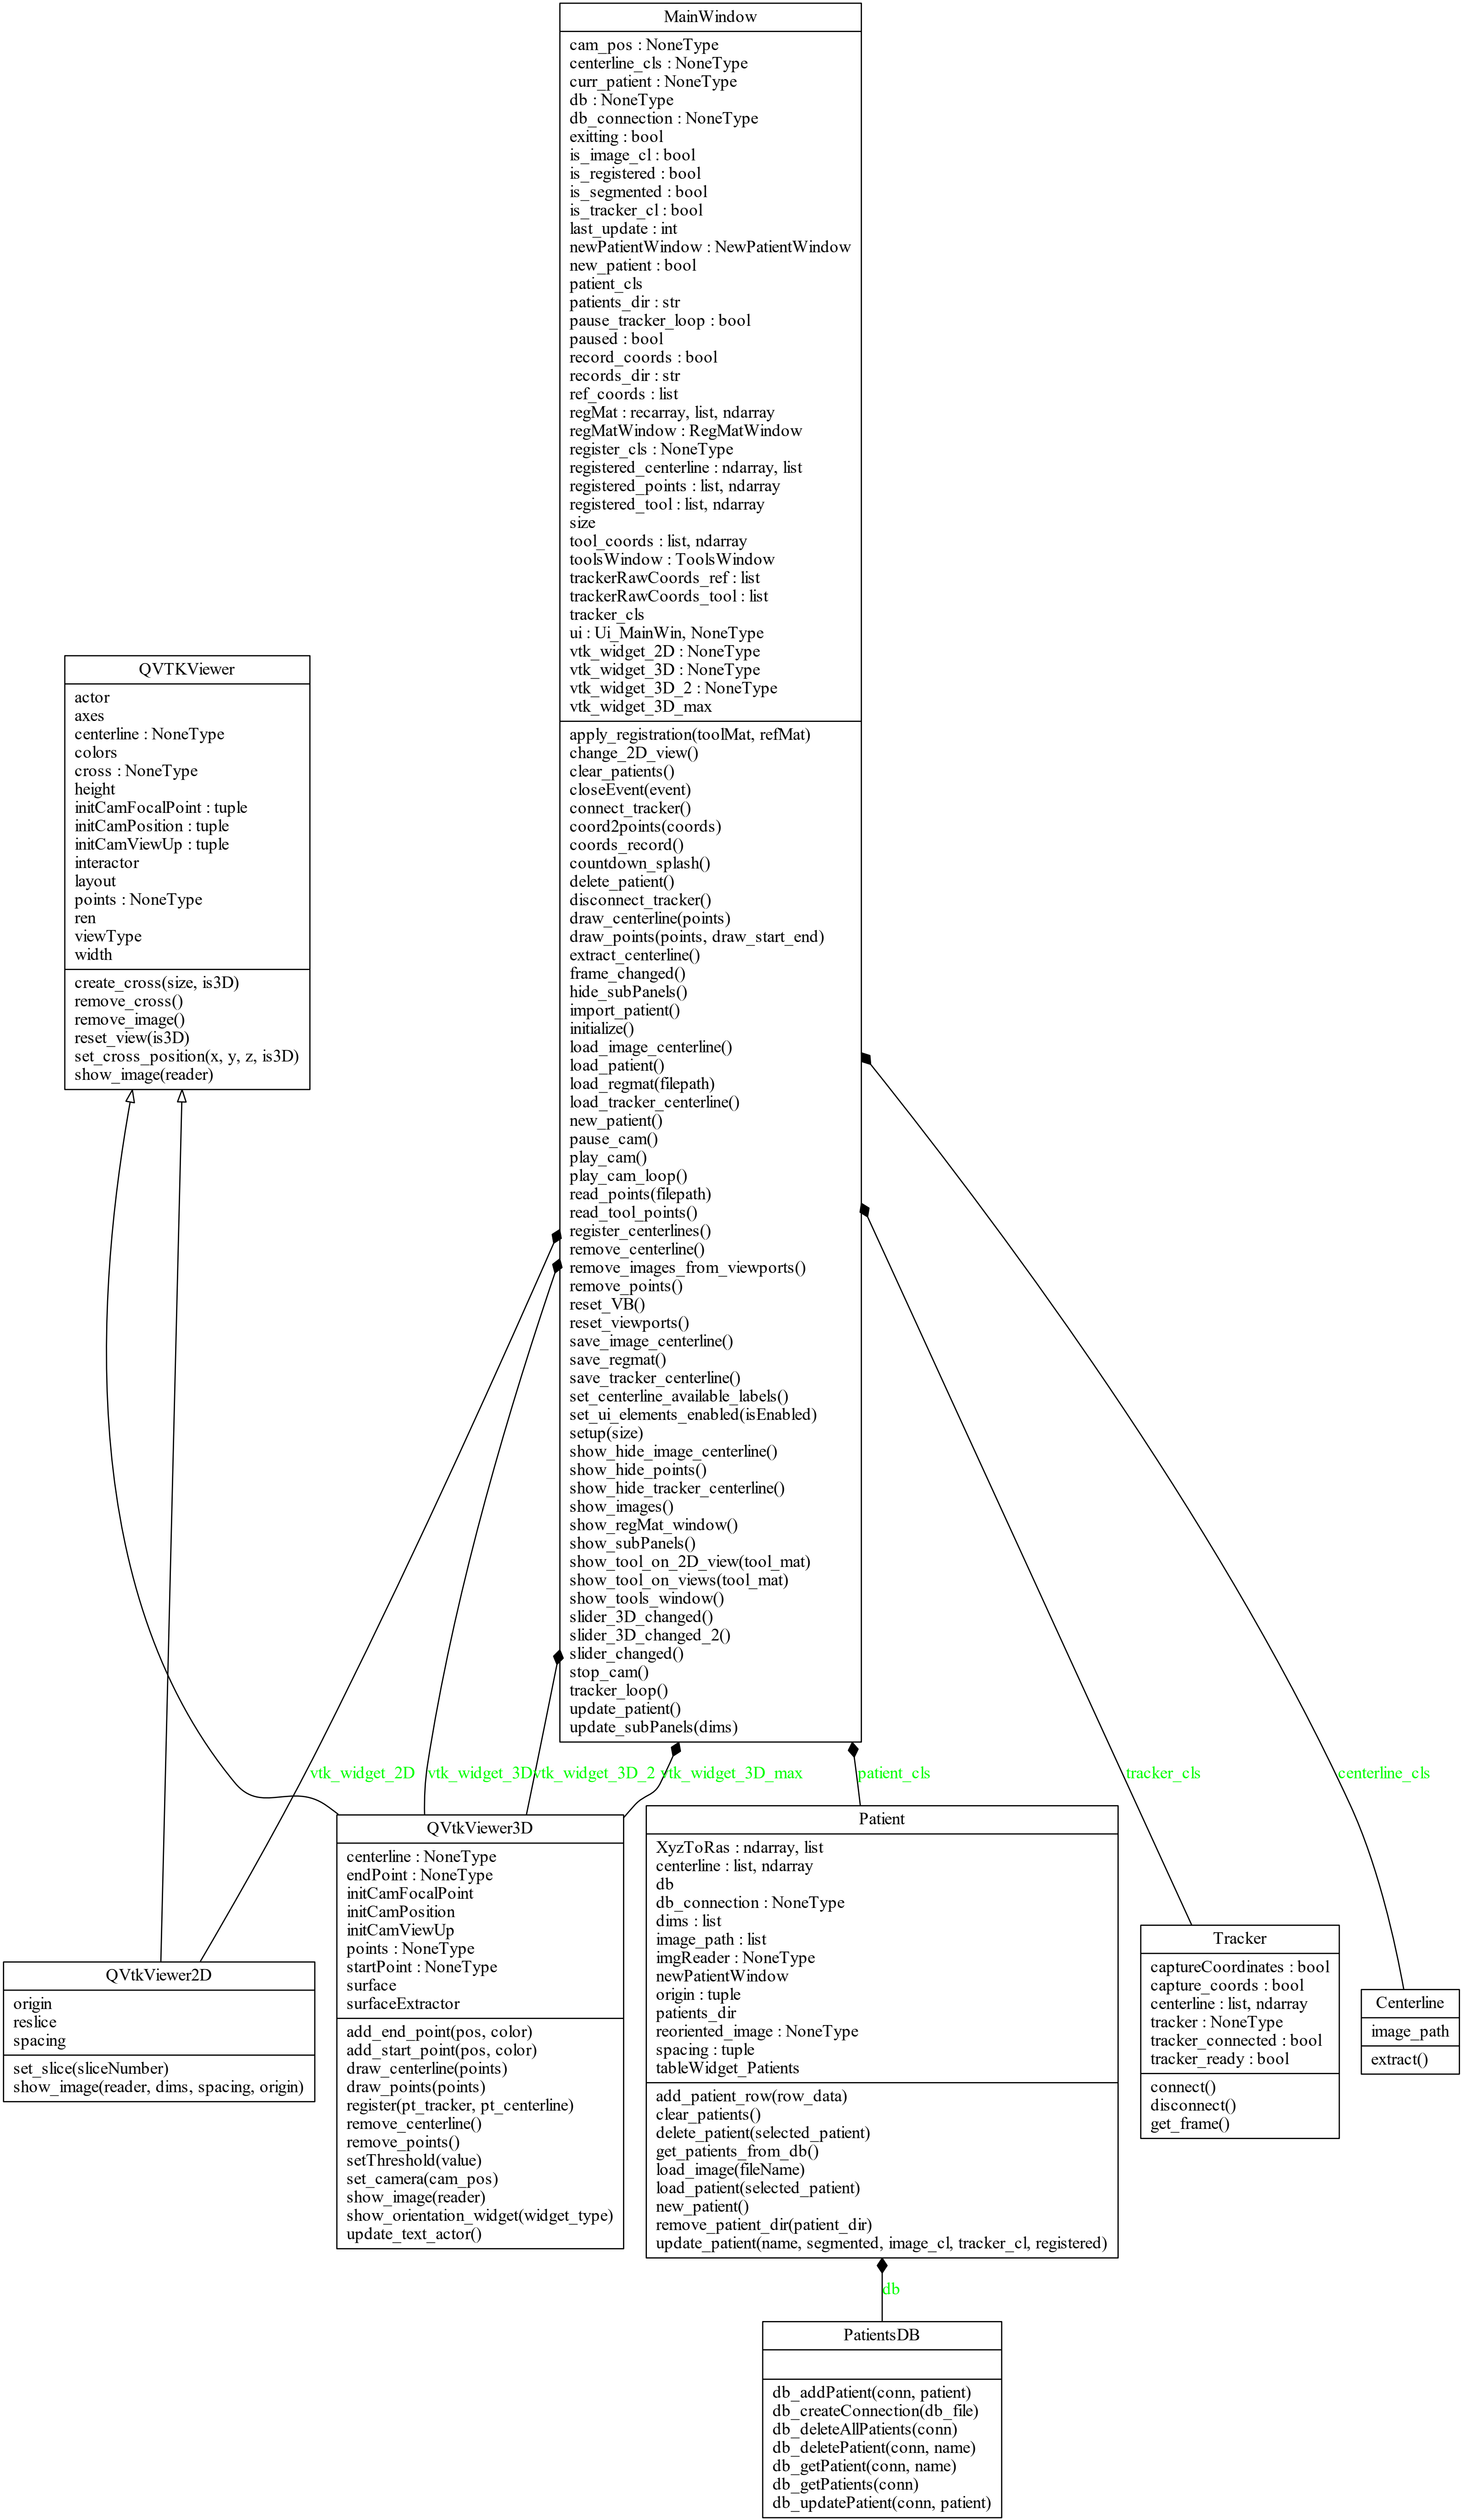 MainWindow
cam_pos : NoneType
centerline_cls : NoneType
curr_patient : NoneType
db : NoneType
db_connection : NoneType
exitting : bool
is_image_cl : bool
is_registered : bool
is_segmented : bool
is_tracker_cl : bool
last_update : int
newPatientWindow : NewPatientWindow
new_patient : bool
patient_cls
patients_dir : str
pause_tracker_loop : bool
paused : bool
record_coords : bool
records_dir : str
ref_coords : list
regMat : recarray, list, ndarray
regMatWindow : RegMatWindow
register_cls : NoneType
registered_centerline : ndarray, list
registered_points : list, ndarray
registered_tool : list, ndarray
size
tool_coords : list, ndarray
toolsWindow : ToolsWindow
trackerRawCoords_ref : list
trackerRawCoords_tool : list
tracker_cls
ui : Ui_MainWin, NoneType
vtk_widget_2D : NoneType
vtk_widget_3D : NoneType
vtk_widget_3D_2 : NoneType
vtk_widget_3D_max
apply_registration(toolMat, refMat)
change_2D_view()
clear_patients()
closeEvent(event)
connect_tracker()
coord2points(coords)
coords_record()
countdown_splash()
delete_patient()
disconnect_tracker()
draw_centerline(points)
draw_points(points, draw_start_end)
extract_centerline()
frame_changed()
hide_subPanels()
import_patient()
initialize()
load_image_centerline()
load_patient()
load_regmat(filepath)
load_tracker_centerline()
new_patient()
pause_cam()
play_cam()
play_cam_loop()
read_points(filepath)
read_tool_points()
register_centerlines()
remove_centerline()
remove_images_from_viewports()
remove_points()
reset_VB()
reset_viewports()
save_image_centerline()
save_regmat()
save_tracker_centerline()
set_centerline_available_labels()
set_ui_elements_enabled(isEnabled)
setup(size)
show_hide_image_centerline()
show_hide_points()
show_hide_tracker_centerline()
show_images()
show_regMat_window()
show_subPanels()
show_tool_on_2D_view(tool_mat)
show_tool_on_views(tool_mat)
show_tools_window()
slider_3D_changed()
slider_3D_changed_2()
slider_changed()
stop_cam()
tracker_loop()
update_patient()
update_subPanels(dims)
QVTKViewer
actor
axes
centerline : NoneType
colors
cross : NoneType
height
initCamFocalPoint : tuple
initCamPosition : tuple
initCamViewUp : tuple
interactor
layout
points : NoneType
ren
viewType
width
create_cross(size, is3D)
remove_cross()
remove_image()
reset_view(is3D)
set_cross_position(x, y, z, is3D)
show_image(reader)
vtk_widget_2D
vtk_widget_3D
vtk_widget_3D_2
vtk_widget_3D_max
patient_cls
tracker_cls
centerline_cls
QVtkViewer2D
origin
reslice
spacing
set_slice(sliceNumber)
show_image(reader, dims, spacing, origin)
QVtkViewer3D
centerline : NoneType
endPoint : NoneType
initCamFocalPoint
initCamPosition
initCamViewUp
points : NoneType
startPoint : NoneType
surface
surfaceExtractor
add_end_point(pos, color)
add_start_point(pos, color)
draw_centerline(points)
draw_points(points)
register(pt_tracker, pt_centerline)
remove_centerline()
remove_points()
setThreshold(value)
set_camera(cam_pos)
show_image(reader)
show_orientation_widget(widget_type)
update_text_actor()
Patient
XyzToRas : ndarray, list
centerline : list, ndarray
db
db_connection : NoneType
dims : list
image_path : list
imgReader : NoneType
newPatientWindow
origin : tuple
patients_dir
reoriented_image : NoneType
spacing : tuple
tableWidget_Patients
add_patient_row(row_data)
clear_patients()
delete_patient(selected_patient)
get_patients_from_db()
load_image(fileName)
load_patient(selected_patient)
new_patient()
remove_patient_dir(patient_dir)
update_patient(name, segmented, image_cl, tracker_cl, registered)
Tracker
captureCoordinates : bool
capture_coords : bool
centerline : list, ndarray
tracker : NoneType
tracker_connected : bool
tracker_ready : bool
connect()
disconnect()
get_frame()
Centerline
image_path
extract()
db
PatientsDB
db_addPatient(conn, patient)
db_createConnection(db_file)
db_deleteAllPatients(conn)
db_deletePatient(conn, name)
db_getPatient(conn, name)
db_getPatients(conn)
db_updatePatient(conn, patient)